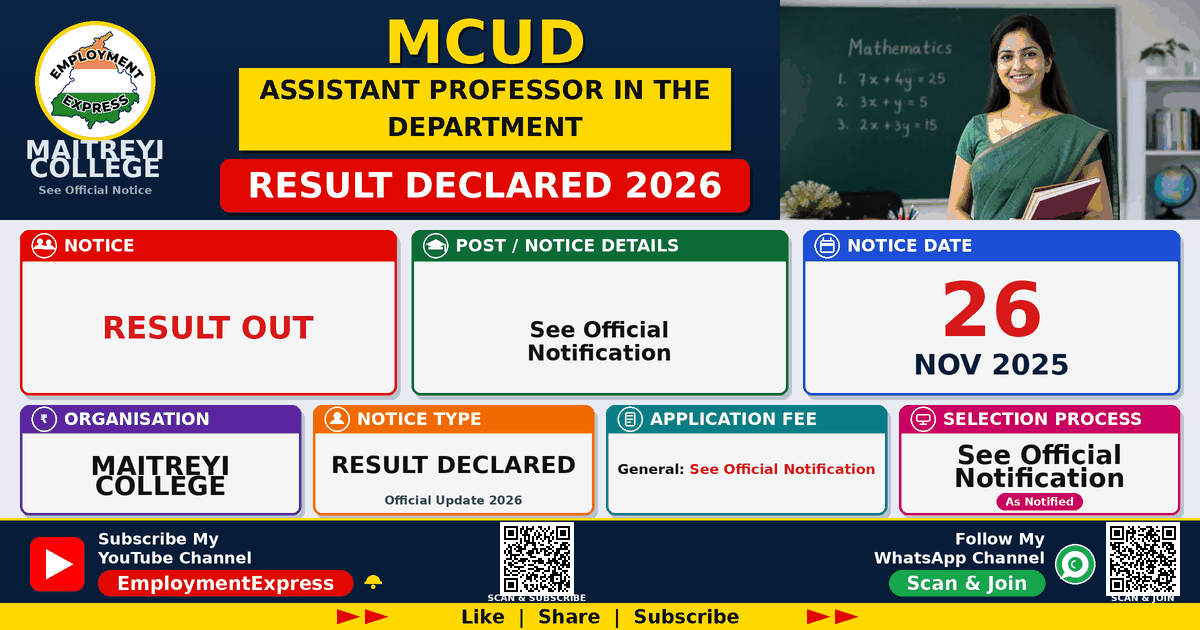 EMPLOYMENT
EXPRESS
MAITREYI
COLLEGE
See Official Notice
MCUD
ASSISTANT PROFESSOR IN THE
DEPARTMENT
RESULT DECLARED 2026
Mathematics
1. 7x + 4y = 25
2. 3x + y = 5
3. 2x + 3y = 15
NOTICE
RESULT OUT
POST / NOTICE DETAILS
See Official
Notification
NOTICE DATE
26
NOV 2025
₹ ORGANISATION
MAITREYI
COLLEGE
NOTICE TYPE
RESULT DECLARED
Official Update 2026
APPLICATION FEE
General: See Official Notification
SELECTION PROCESS
See Official
Notification
As Notified
Subscribe My
YouTube Channel
EmploymentExpress
SCAN & SUBSCRIBE
Follow My
WhatsApp Channel
Scan & Join
SCAN & JOIN
Like | Share | Subscribe